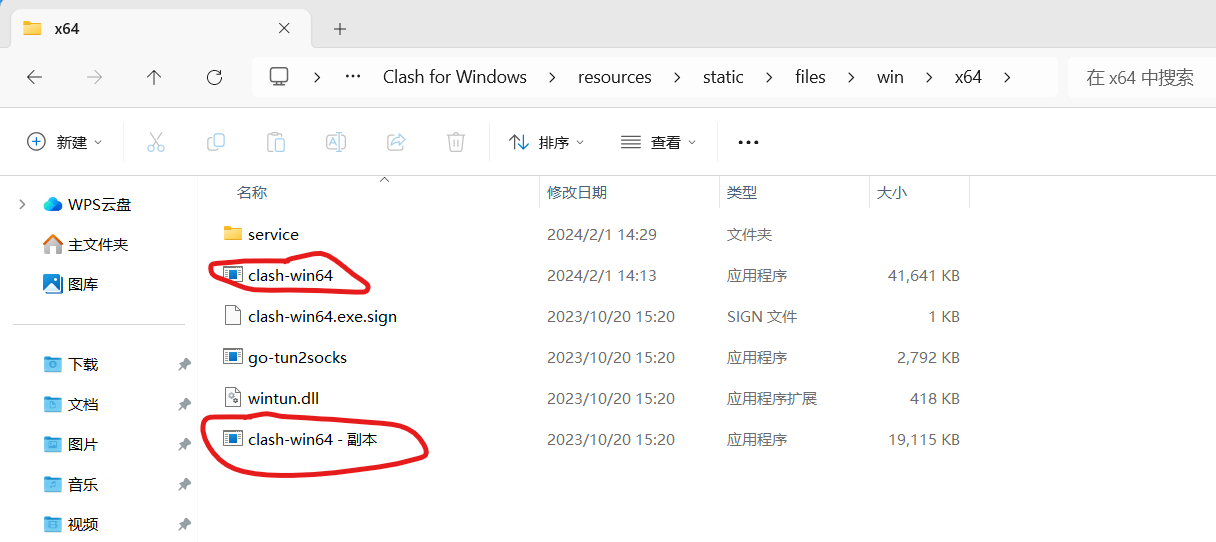 x64
Clash for Windows resources static files win x64 在 x64 中搜索
新建 排序 查看
名称 修改日期 类型 大小
WPS云盘
主文件夹
图库
下载
文档
图片
音乐
视频
service 2024/2/1 14:29 文件夹
clash-win64 2024/2/1 14:13 应用程序 41,641 KB
clash-win64.exe.sign 2023/10/20 15:20 SIGN 文件 1 KB
go-tun2socks 2023/10/20 15:20 应用程序 2,792 KB
wintun.dll 2023/10/20 15:20 应用程序扩展 418 KB
clash-win64 - 副本 2023/10/20 15:20 应用程序 19,115 KB